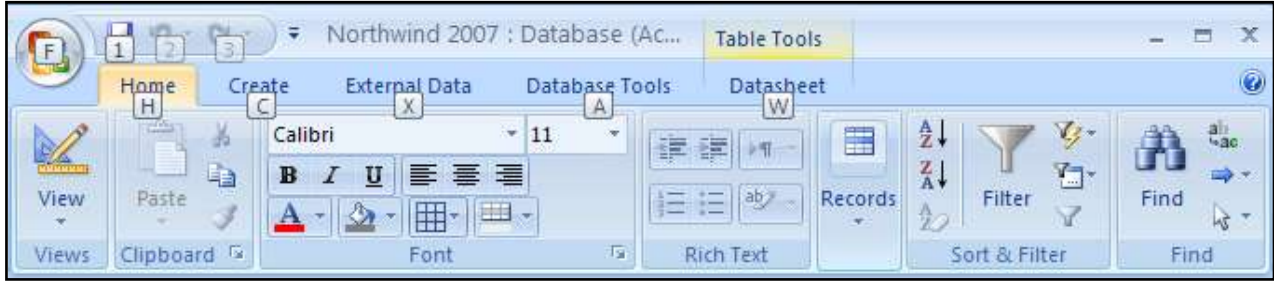 F 1 2 3 Northwind 2007 : Database (Ac... Table Tools
Home Create External Data Database Tools Datasheet
H C X A W
Calibri 11
B I U
View Paste Records Filter Find
Views Clipboard Font Rich Text Sort & Filter Find